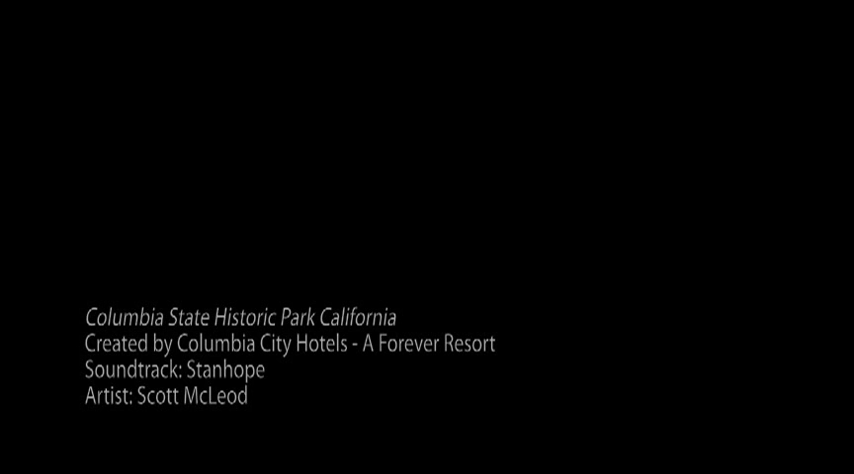 Columbia State Historic Park California
Created by Columbia City Hotels - A Forever Resort
Soundtrack: Stanhope
Artist: Scott McLeod